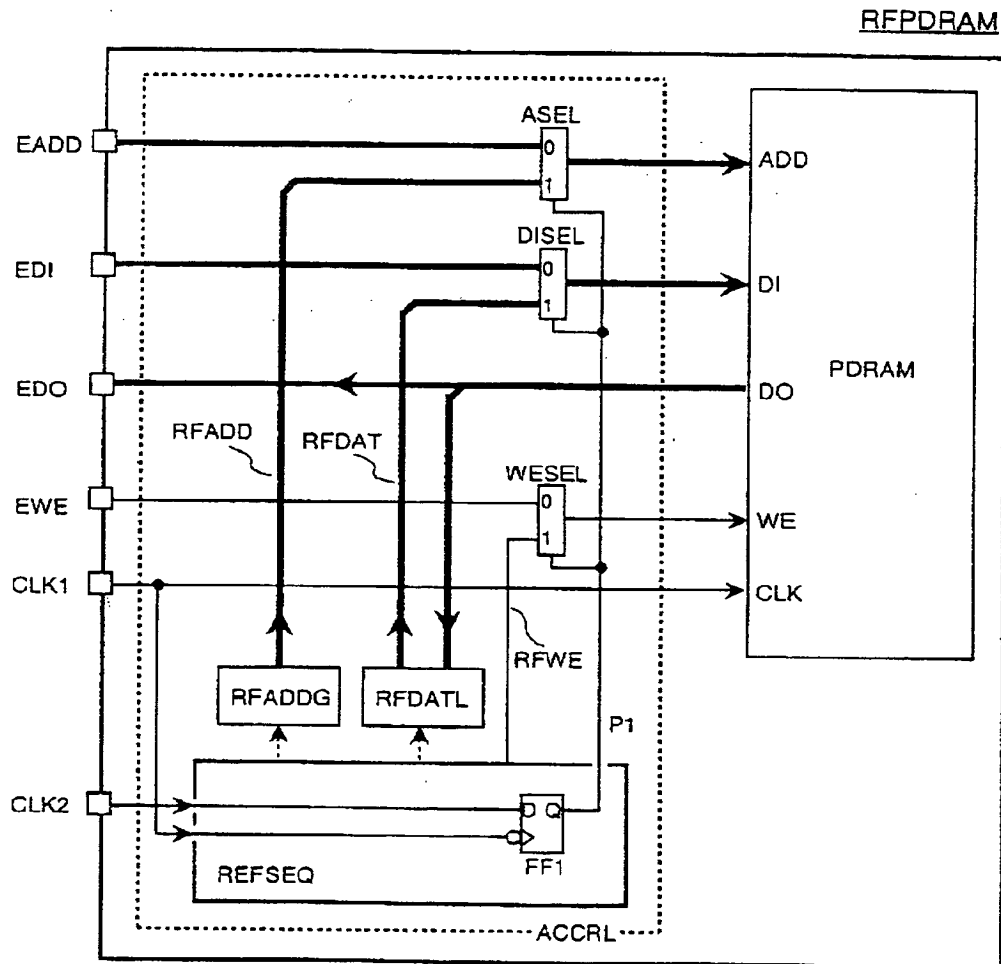 RFPDRAM
ASEL
EADD
0
ADD
1
DISEL
EDI
0
DI
1
EDO
DO
PDRAM
RFADD
RFDAT
WESEL
EWE
0
WE
1
CLK1
CLK
RFWE
RFADDG
RFDATL
P1
CLK2
D Q
FF1
REFSEQ
ACCRL